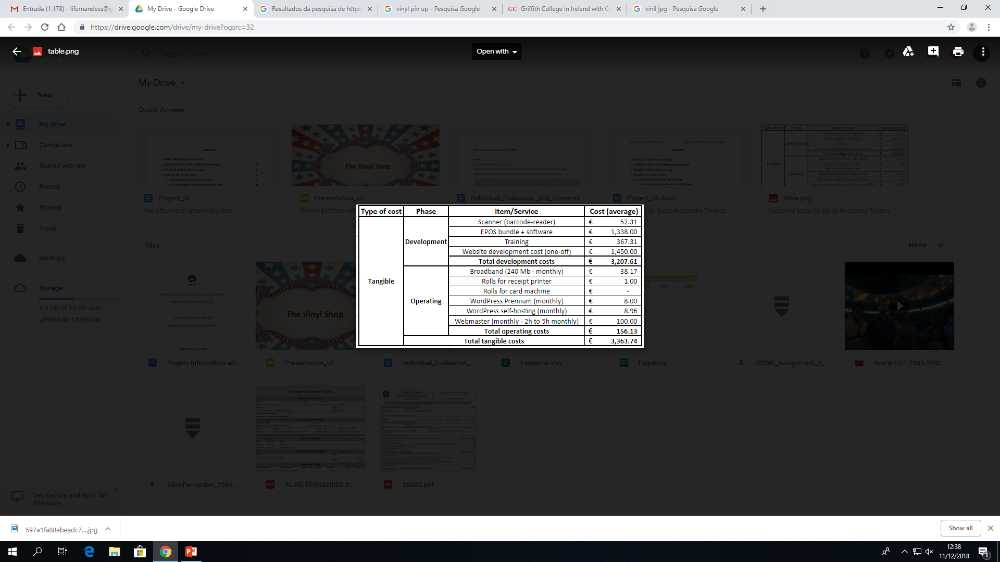 Entrada (1.178) - lifernandess@g
My Drive - Google Drive
Resultados da pesquisa de https:
vinyl pin up - Pesquisa Google
GC Griffith College in Ireland with Co
vinil jpg - Pesquisa Google
https://drive.google.com/drive/my-drive?ogsrc=32
table.png
Search Drive
Open with
My Drive
New
Quick Access
My Drive
Computers
Shared with me
Recent
Starred
Trash
Backups
Storage
6.4 GB of 15 GB used
UPGRADE STORAGE
The Vinyl Shop
Project_v6
You often open around this time
Presentation_v2
Darwin Estéfano edi
Individual_Evaluation_And_Coments
Project_v6.docx
by Sarah Narayamy Tavares
table.png
Uploaded today by Sarah Narayamy Tavares
Type of cost Phase Item/Service Cost (average)
Tangible
Development
Scanner (barcode-reader) € 52.31
EPOS bundle + software € 1,338.00
Training € 367.31
Website development cost (one-off) € 1,450.00
Total development costs € 3,207.61
Operating
Broadband (240 Mb - monthly) € 38.17
Rolls for receipt printer € 1.00
Rolls for card machine € -
WordPress Premium (monthly) € 8.00
WordPress self-hosting (monthly) € 8.96
Webmaster (monthly - 2h to 5h monthly) € 100.00
Total operating costs € 156.13
Total tangible costs € 3,363.74
Files
Name
UNIVERSIDADE ESTADUAL DE CAMPINAS
FACULDADE DE EDUCAÇÃO
The Vinyl Shop
Projeto Informática ed...
Presentation_v2
Individual_Evaluation_...
Esquema.xlsx
Esquema
CSWD_Assignment_2_...
Avatar.ECE.2009.1080...
AlineFernandes_2962...
ALINE FERNANDES D...
28883.pdf
Get Backup and Sync for
Windows
597a1fa88abeadc7....jpg
Show all
12:38
11/12/2018
1